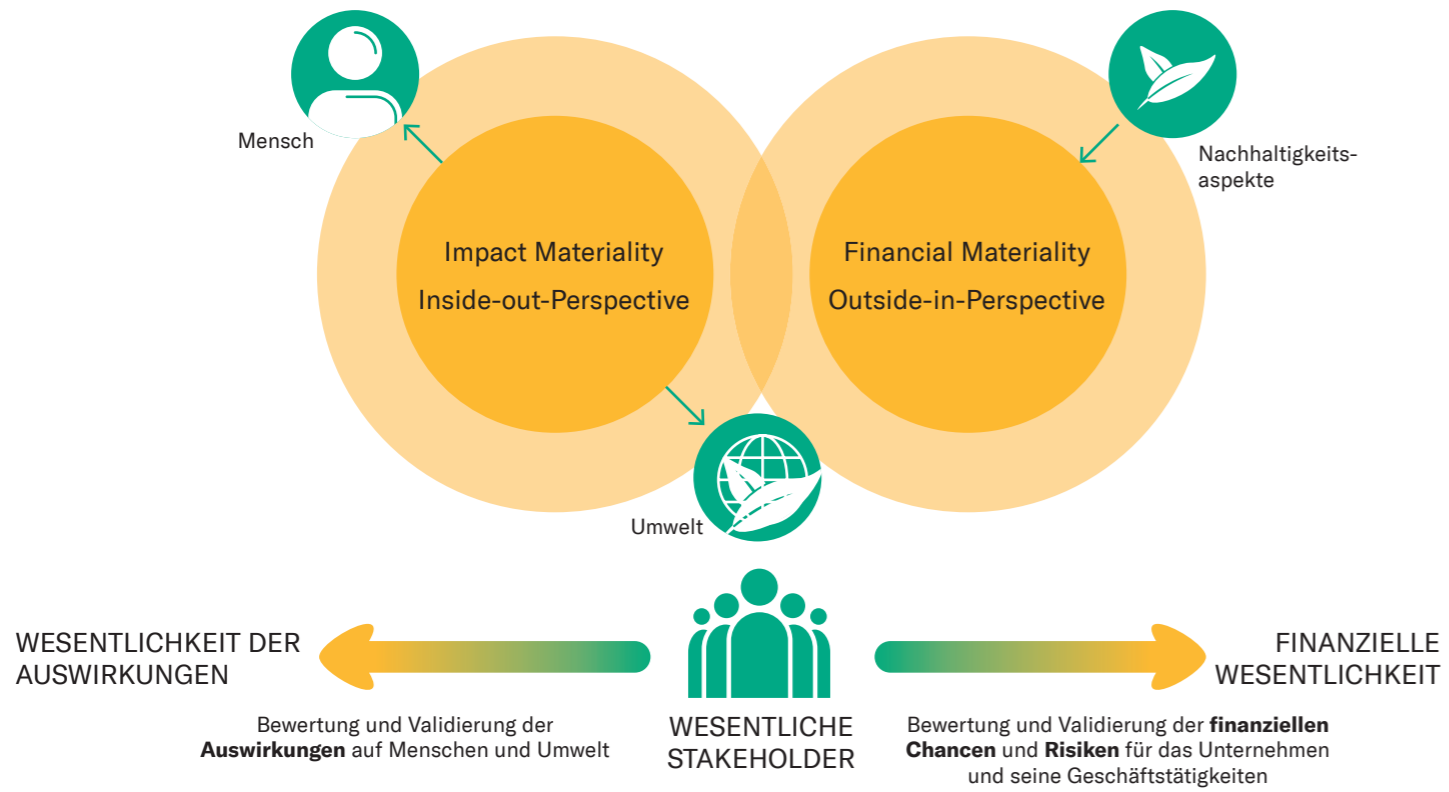 Mensch
Nachhaltigkeits-
aspekte
Impact Materiality
Inside-out-Perspective
Financial Materiality
Outside-in-Perspective
Umwelt
WESENTLICHKEIT DER
AUSWIRKUNGEN
FINANZIELLE
WESENTLICHKEIT
Bewertung und Validierung der
Auswirkungen auf Menschen und Umwelt
WESENTLICHE
STAKEHOLDER
Bewertung und Validierung der finanziellen
Chancen und Risiken für das Unternehmen
und seine Geschäftstätigkeiten